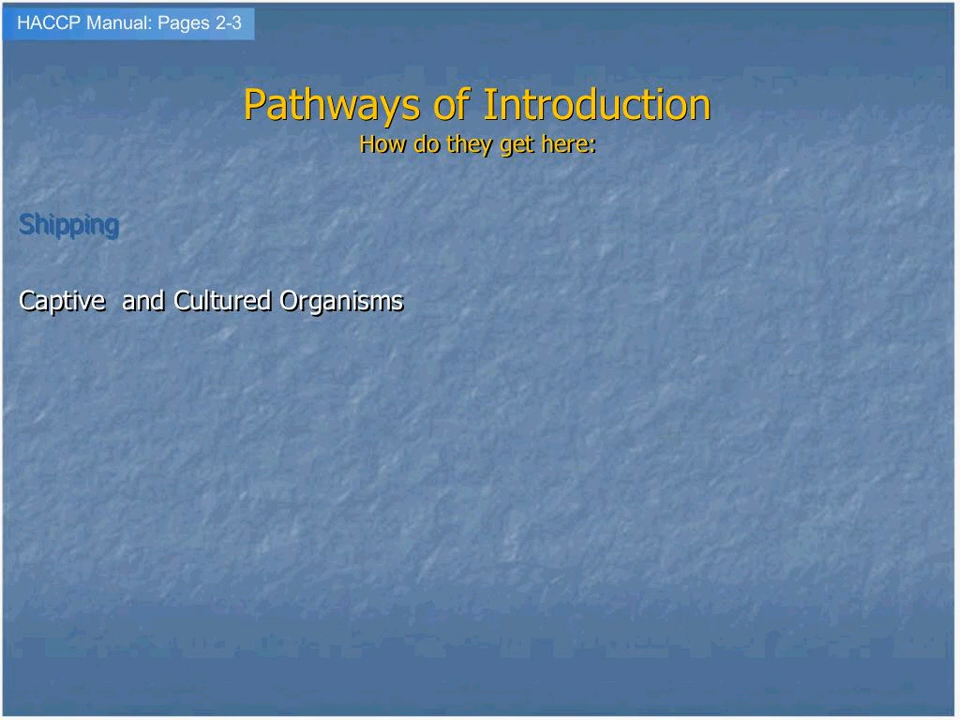 HACCP Manual: Pages 2-3
Pathways of Introduction
How do they get here:
Shipping
Captive and Cultured Organisms